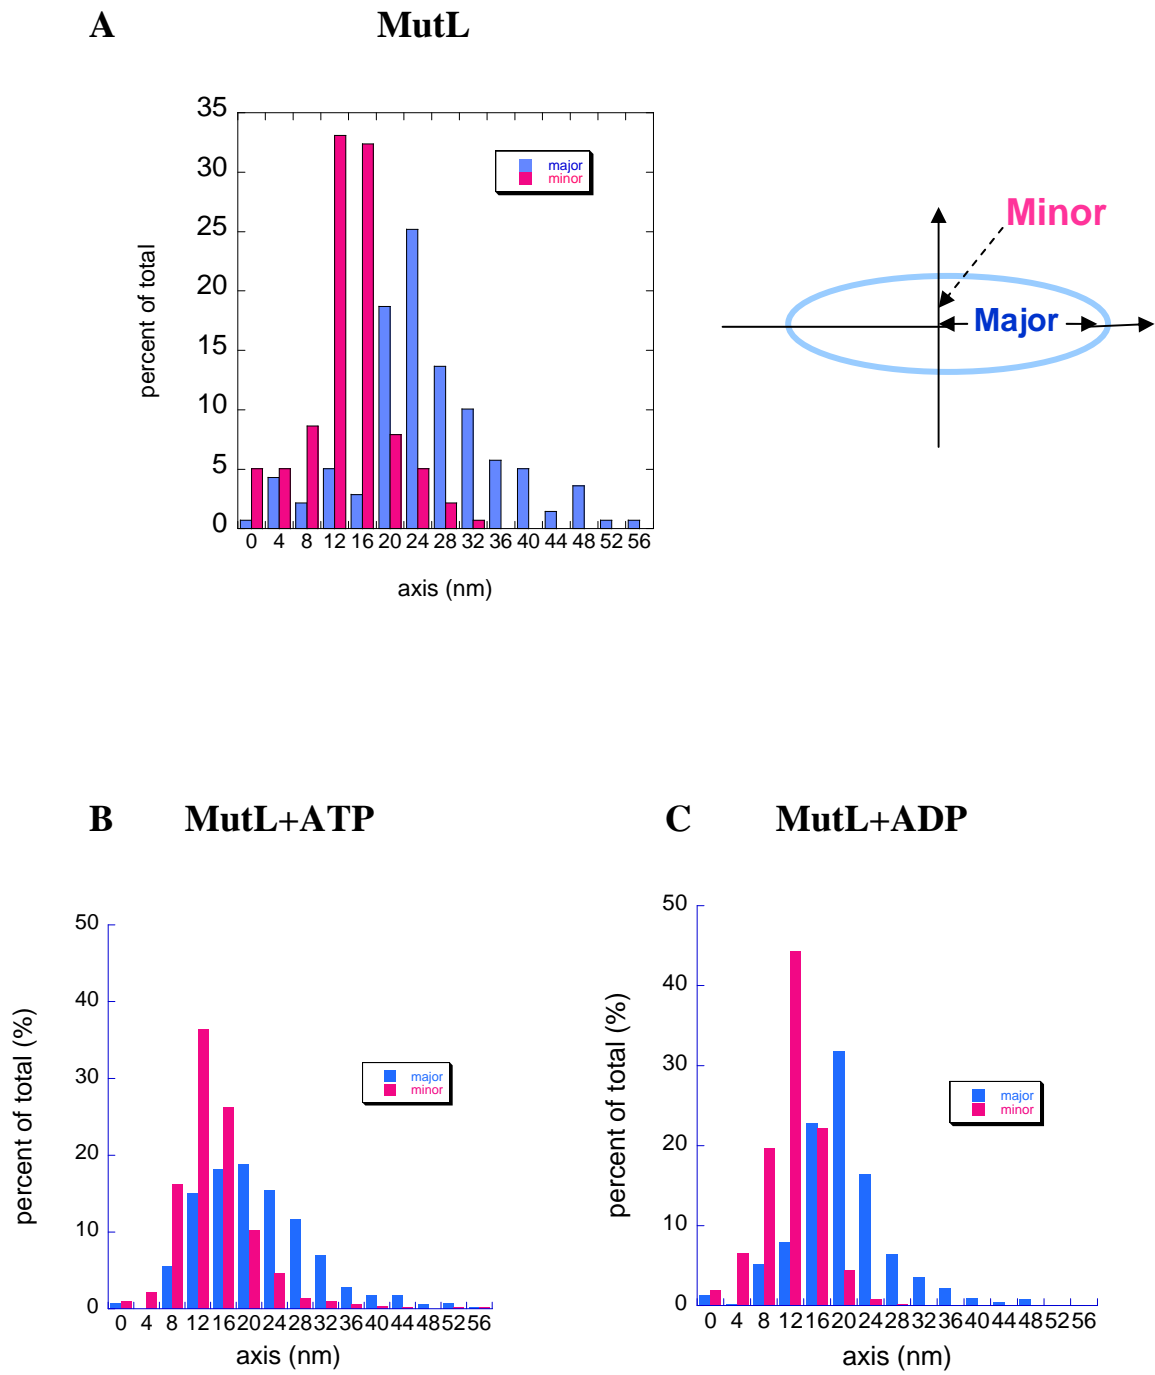 A MutL
35
30
25
20
15
10
5
0
percent of total
major
minor
0 4 8 12 16 20 24 28 32 36 40 44 48 52 56
axis (nm)
Minor
Major
B MutL+ATP
50
40
30
20
10
0
percent of total (%)
major
minor
0 4 8 12 16 20 24 28 32 36 40 44 48 52 56
axis (nm)
C MutL+ADP
50
40
30
20
10
0
percent of total (%)
major
minor
0 4 8 12 16 20 24 28 32 36 40 44 48 52 56
axis (nm)